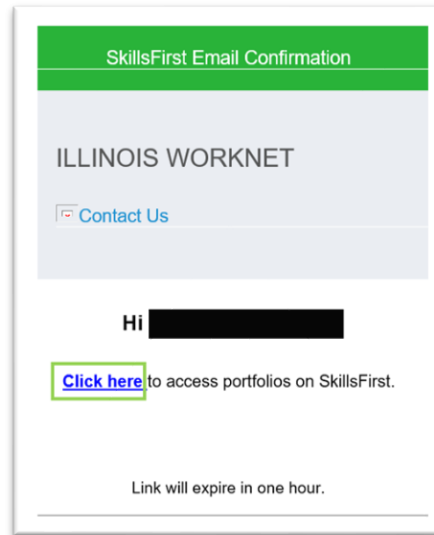 SkillsFirst Email Confirmation
ILLINOIS WORKNET
Contact Us
Hi
Click here to access portfolios on SkillsFirst.
Link will expire in one hour.